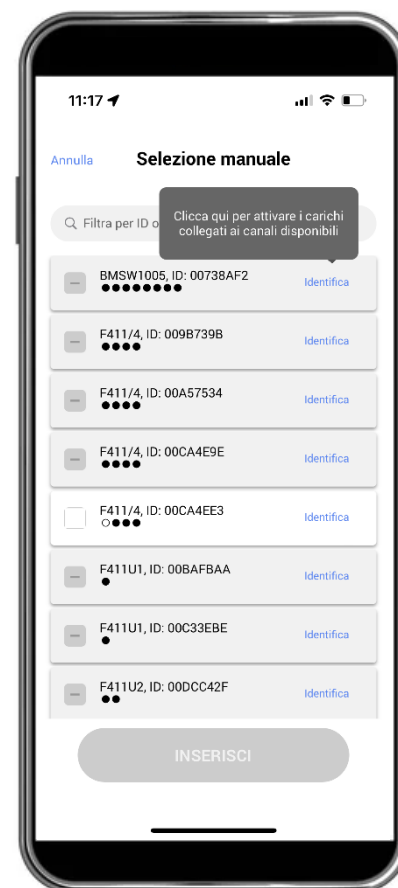 11:17
Annulla
Selezione manuale
Filtra per ID o
Clicca qui per attivare i carichi
collegati ai canali disponibili
BMSW1005, ID: 00738AF2
Identifica
F411/4, ID: 009B739B
Identifica
F411/4, ID: 00A57534
Identifica
F411/4, ID: 00CA4E9E
Identifica
F411/4, ID: 00CA4EE3
Identifica
F411U1, ID: 00BAFBAA
Identifica
F411U1, ID: 00C33EBE
Identifica
F411U2, ID: 00DCC42F
Identifica
INSERISCI